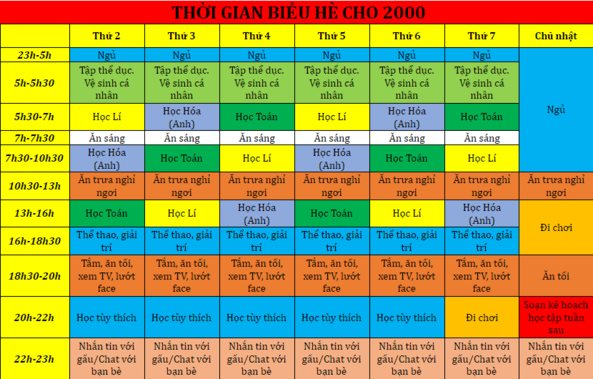 THỜI GIAN BIỂU HÈ CHO 2000
Thứ 2 Thứ 3 Thứ 4 Thứ 5 Thứ 6 Thứ 7 Chủ nhật
23h-5h Ngủ Ngủ Ngủ Ngủ Ngủ Ngủ Ngủ
5h-5h30 Tập thể dục. Vệ sinh cá nhân Tập thể dục. Vệ sinh cá nhân Tập thể dục. Vệ sinh cá nhân Tập thể dục. Vệ sinh cá nhân Tập thể dục. Vệ sinh cá nhân Tập thể dục. Vệ sinh cá nhân
5h30-7h Học Lí Học Hóa (Anh) Học Toán Học Lí Học Hóa (Anh) Học Toán
7h-7h30 Ăn sáng Ăn sáng Ăn sáng Ăn sáng Ăn sáng Ăn sáng
7h30-10h30 Học Hóa (Anh) Học Toán Học Lí Học Hóa (Anh) Học Toán Học Lí
10h30-13h Ăn trưa nghỉ ngơi Ăn trưa nghỉ ngơi Ăn trưa nghỉ ngơi Ăn trưa nghỉ ngơi Ăn trưa nghỉ ngơi Ăn trưa nghỉ ngơi Ăn trưa nghỉ ngơi
13h-16h Học Toán Học Lí Học Hóa (Anh) Học Toán Học Lí Học Hóa (Anh) Đi chơi
16h-18h30 Thể thao, giải trí Thể thao, giải trí Thể thao, giải trí Thể thao, giải trí Thể thao, giải trí Thể thao, giải trí
18h30-20h Tắm, ăn tối, xem TV, lướt face Tắm, ăn tối, xem TV, lướt face Tắm, ăn tối, xem TV, lướt face Tắm, ăn tối, xem TV, lướt face Tắm, ăn tối, xem TV, lướt face Tắm, ăn tối, xem TV, lướt face Ăn tối
20h-22h Học tùy thích Học tùy thích Học tùy thích Học tùy thích Học tùy thích Đi chơi Soạn kế hoạch học tập tuần sau
22h-23h Nhắn tin với gấu/Chat với bạn bè Nhắn tin với gấu/Chat với bạn bè Nhắn tin với gấu/Chat với bạn bè Nhắn tin với gấu/Chat với bạn bè Nhắn tin với gấu/Chat với bạn bè Nhắn tin với gấu/Chat với bạn bè Nhắn tin với gấu/Chat với bạn bè